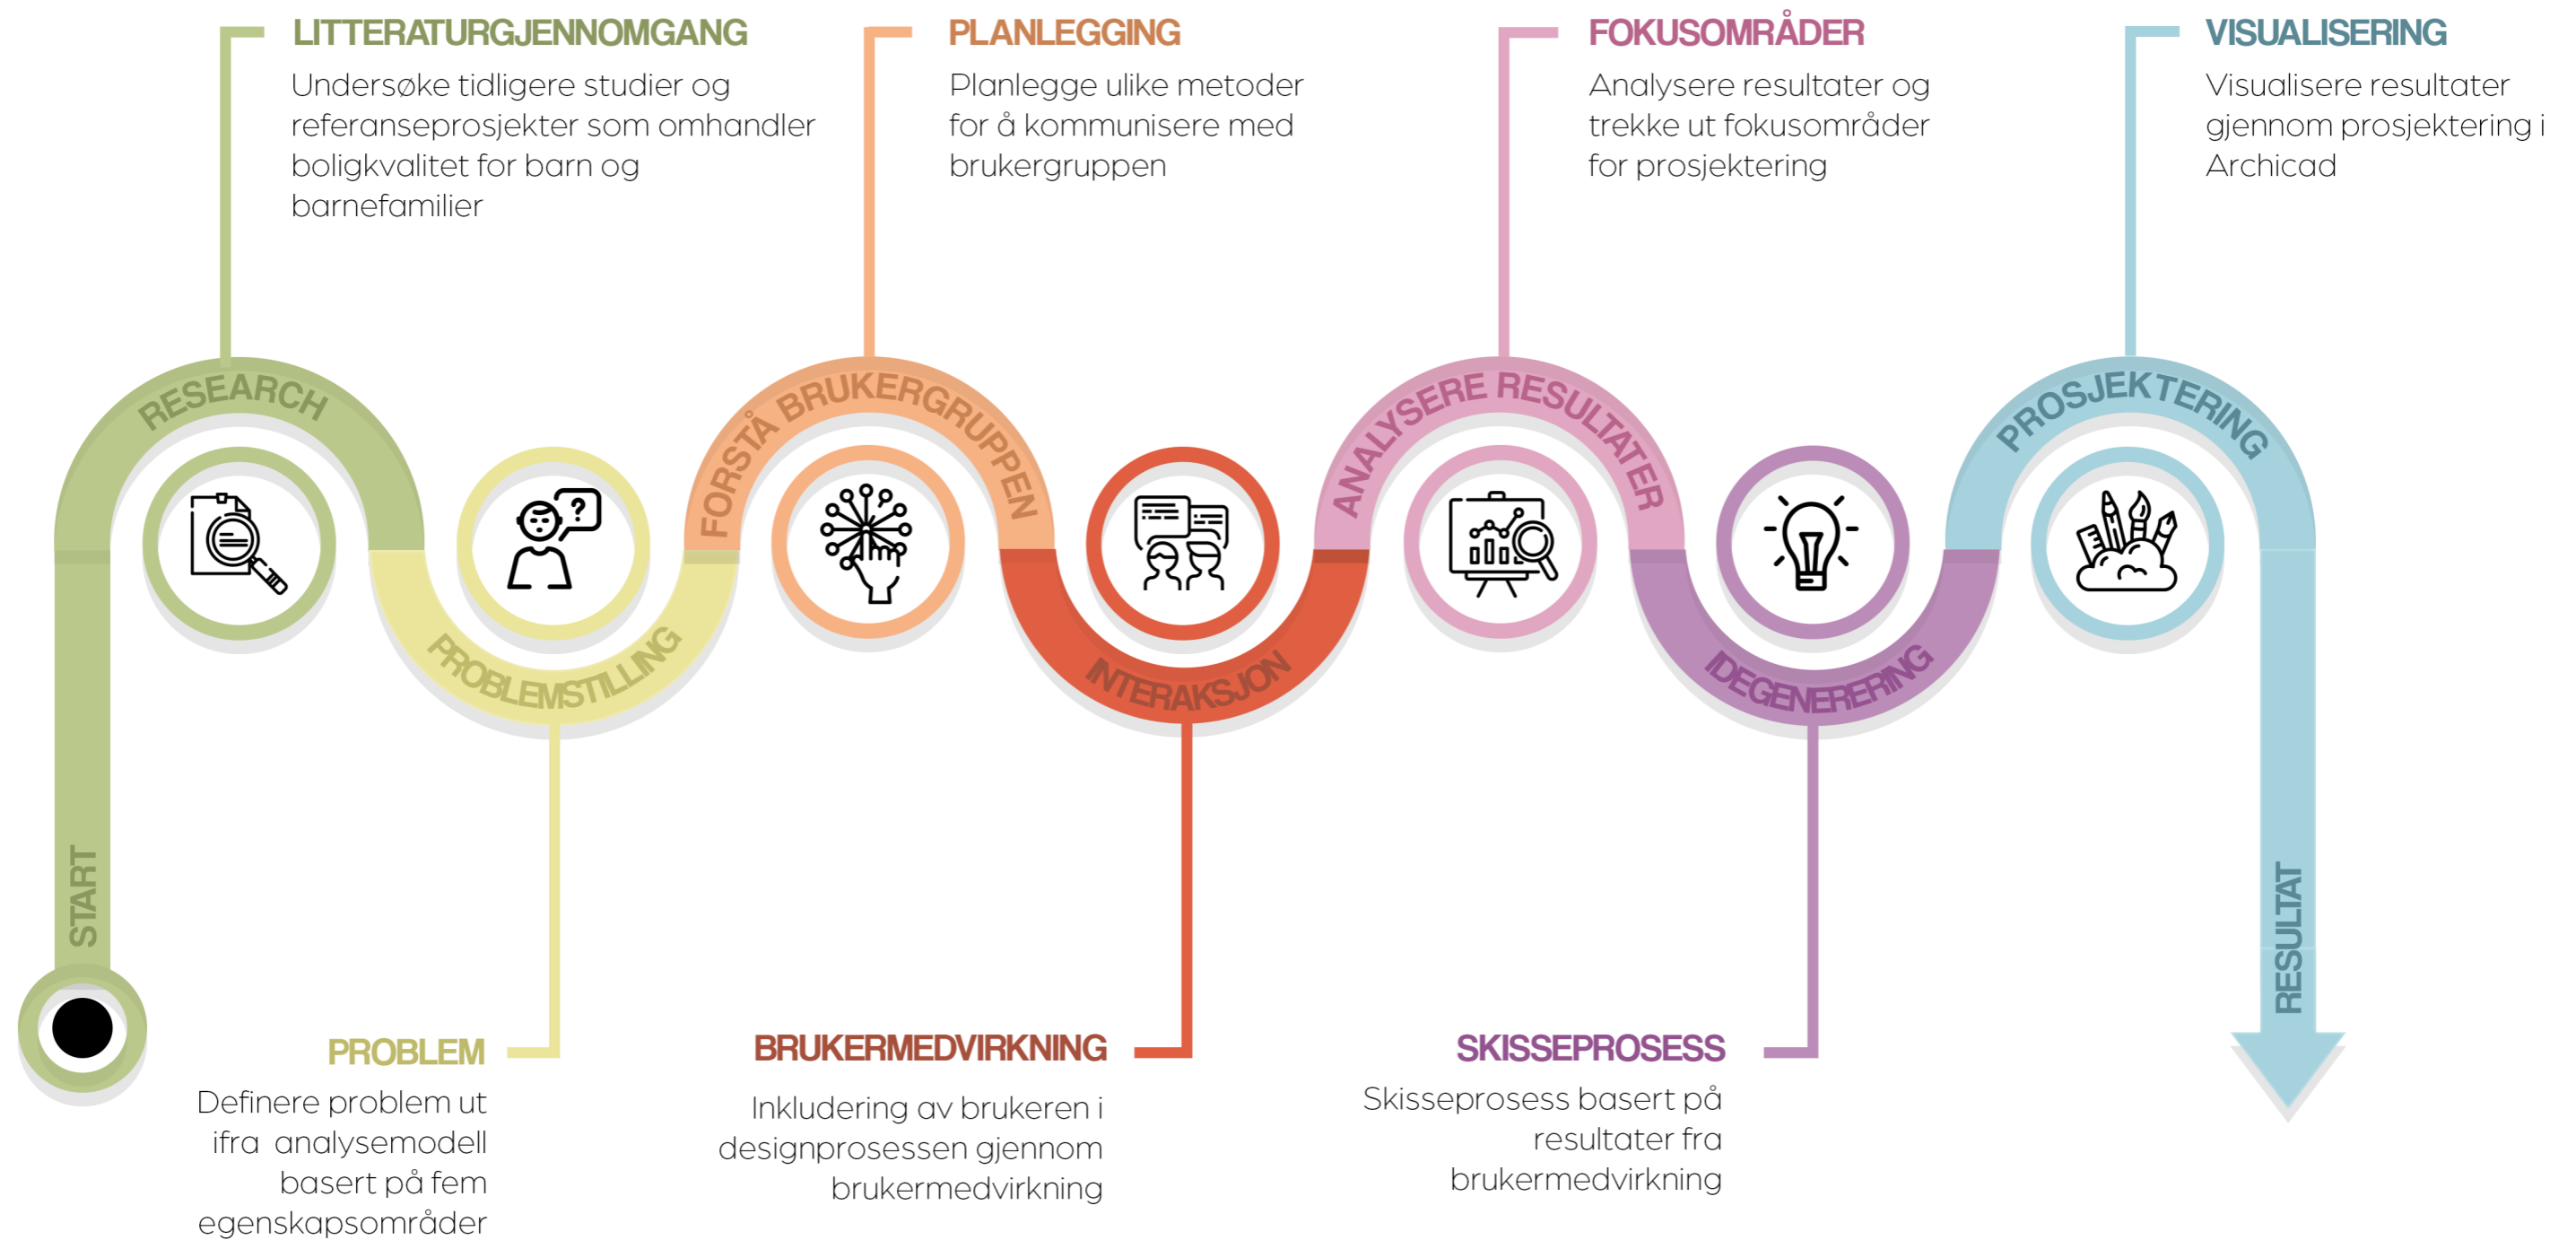 LITTERATURGJENNOMGANG
Undersøke tidligere studier og
referanseprosjekter som omhandler
boligkvalitet for barn og
barnefamilier
PLANLEGGING
Planlegge ulike metoder
for å kommunisere med
brukergruppen
FOKUSOMRÅDER
Analysere resultater og
trekke ut fokusområder
for prosjektering
VISUALISERING
Visualisere resultater
gjennom prosjektering i
Archicad
START
RESEARCH
PROBLEMSTILLING
?
FORSTÅ BRUKERGRUPPEN
INTERAKSJON
ANALYSERE RESULTATER
IDEGENERERING
PROSJEKTERING
RESULTAT
PROBLEM
Definere problem ut
ifra analysemodell
basert på fem
egenskapsområder
BRUKERMEDVIRKNING
Inkludering av brukeren i
designprosessen gjennom
brukermedvirkning
SKISSEPROSESS
Skisseprosess basert på
resultater fra
brukermedvirkning